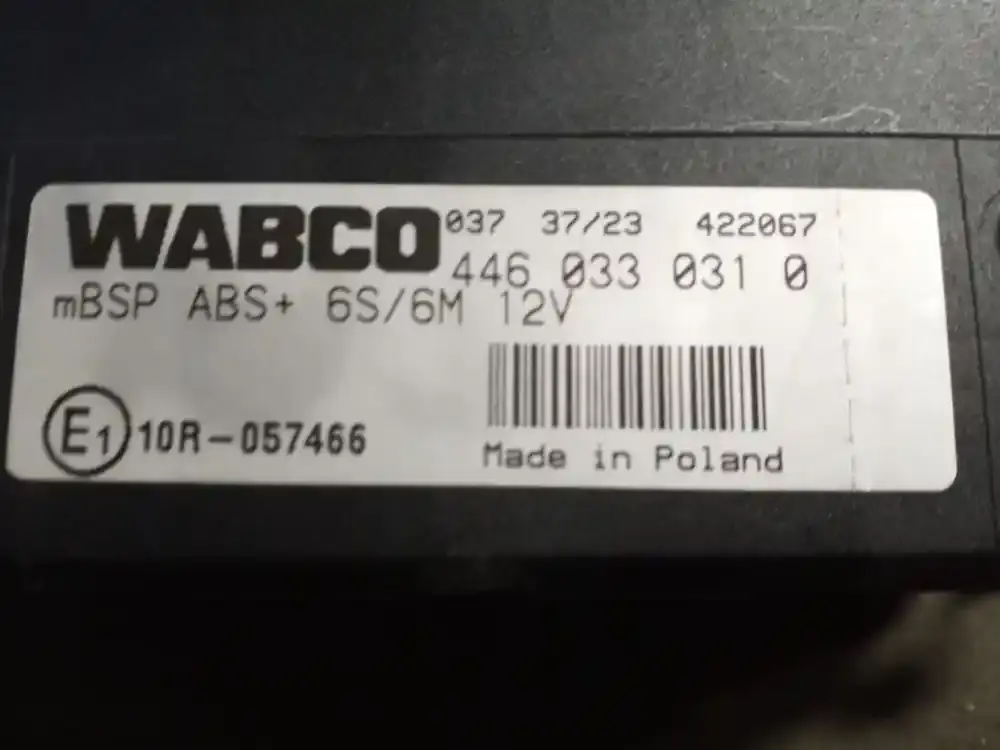 WABCO 037 37/23 422067
446 033 031 0
mBSP ABS+ 6S/6M 12V
E1 10R-057466
Made in Poland